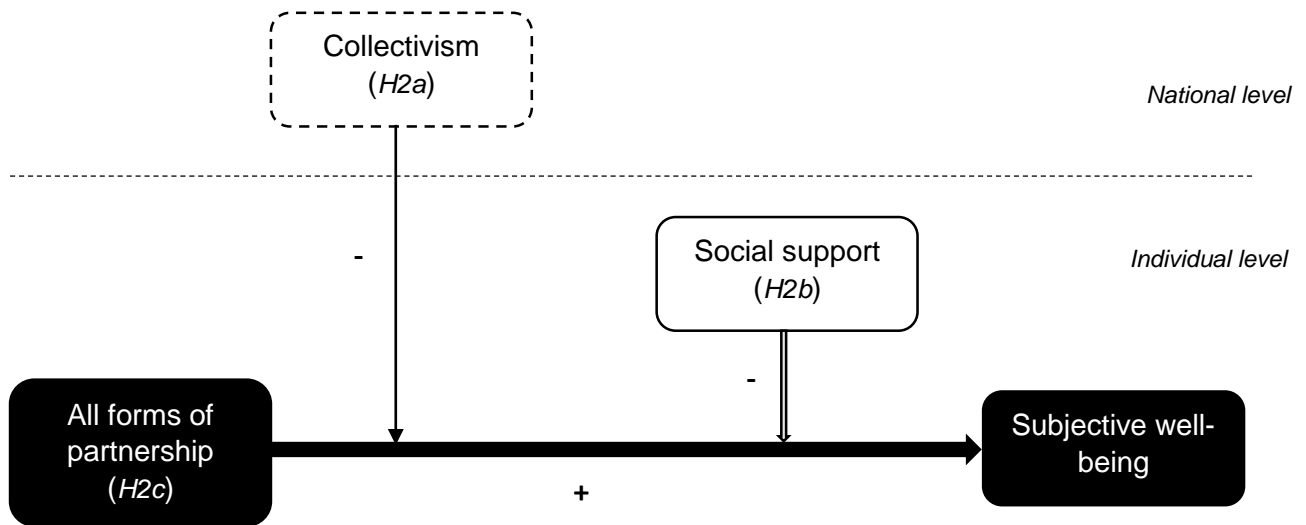 Collectivism
(H2a)
National level
-
Social support
(H2b)
Individual level
-
All forms of
partnership
(H2c)
+
Subjective well-
being